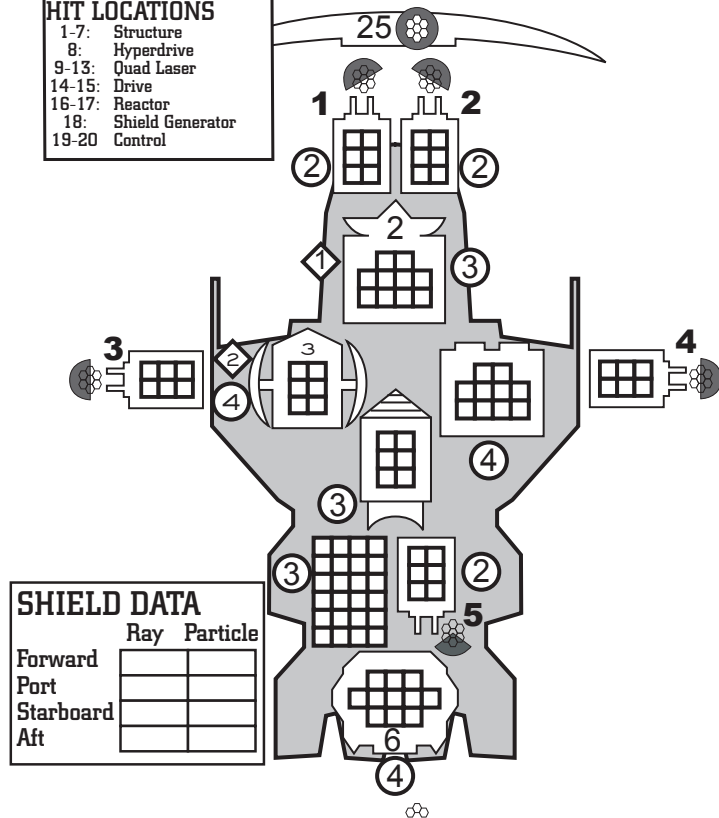 HIT LOCATIONS
1-7: Structure
8: Hyperdrive
9-13: Quad Laser
14-15: Drive
16-17: Reactor
18: Shield Generator
19-20 Control
25
1
2
2
2
2
1
3
3
2
3
4
4
4
3
3
2
5
SHIELD DATA
Ray Particle
Forward
Port
Starboard
Aft
6
4